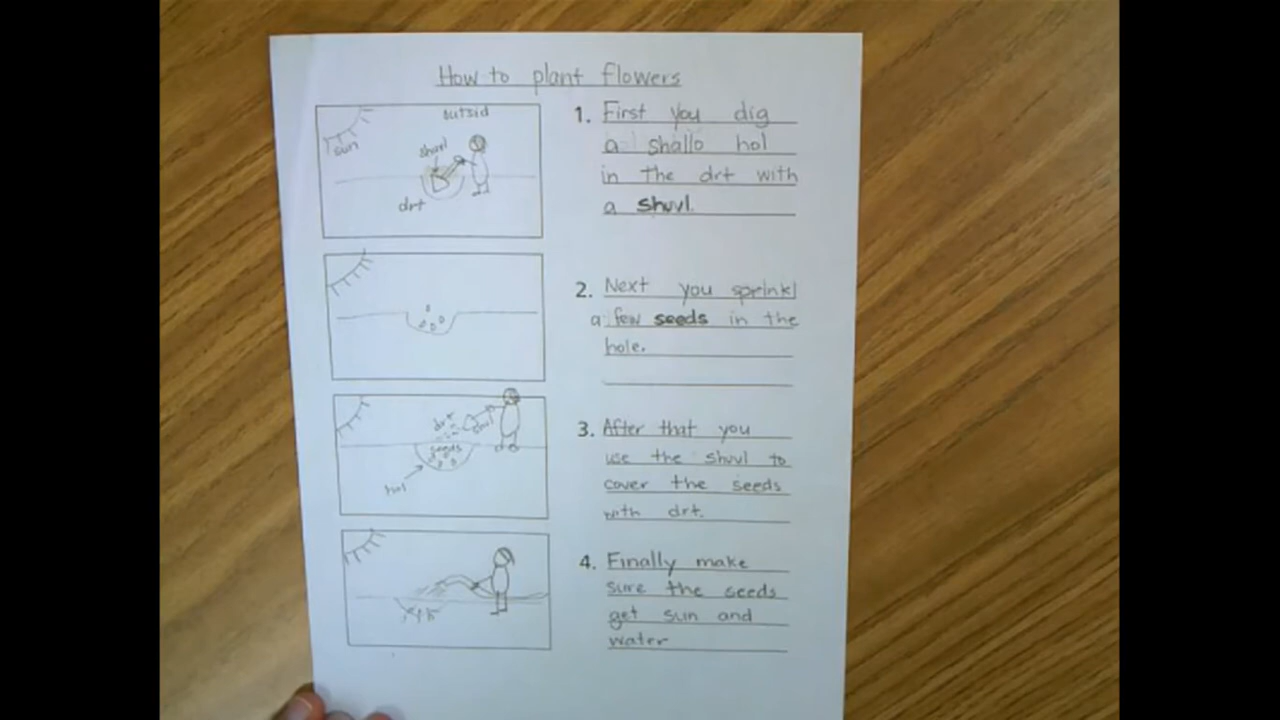 How to plant flowers
outsid
sun
shuvl
drt
1. First you dig
a shallo hol
in the drt with
a shuvl.
2. Next you sprinkl
a few seeds in the
hole.
drt
shuvl
seeds
hol
3. After that you
use the shuvl to
cover the seeds
with drt.
4. Finally make
sure the seeds
get sun and
water